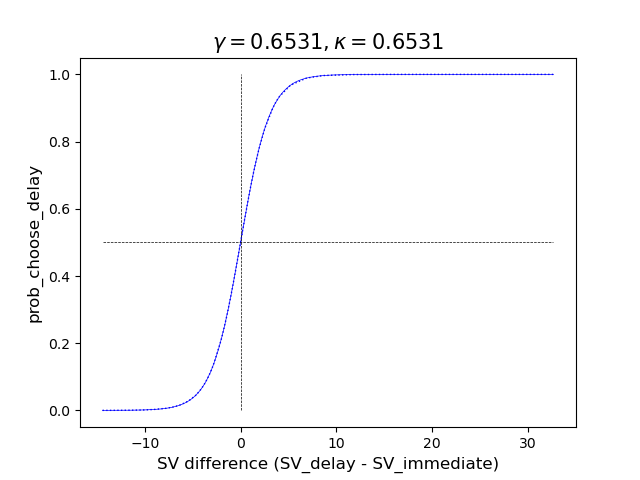 γ = 0.6531, κ = 0.6531
1.0
0.8
0.6
0.4
0.2
0.0
prob_choose_delay
−10 0 10 20 30
SV difference (SV_delay - SV_immediate)